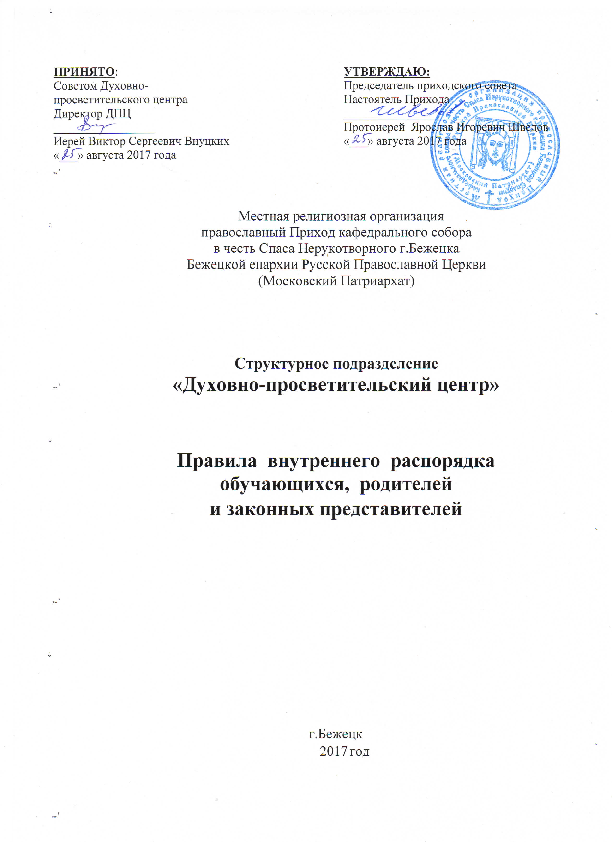 ПРИНЯТО:
Советом Духовно-
просветительского центра
Директор ДПЦ
Иерей Виктор Сергеевич Внуцких
« 25 » августа 2017 года
УТВЕРЖДАЮ:
Председатель приходского совета
Настоятель Прихода
Протоиерей Ярослав Игоревич Шведов
« 25 » августа 2017 года
Местная религиозная организация
православный Приход кафедрального собора
в честь Спаса Нерукотворного г.Бежецка
Бежецкой епархии Русской Православной Церкви
(Московский Патриархат)
Структурное подразделение
«Духовно-просветительский центр»
Правила внутреннего распорядка
обучающихся, родителей
и законных представителей
г.Бежецк
2017 год